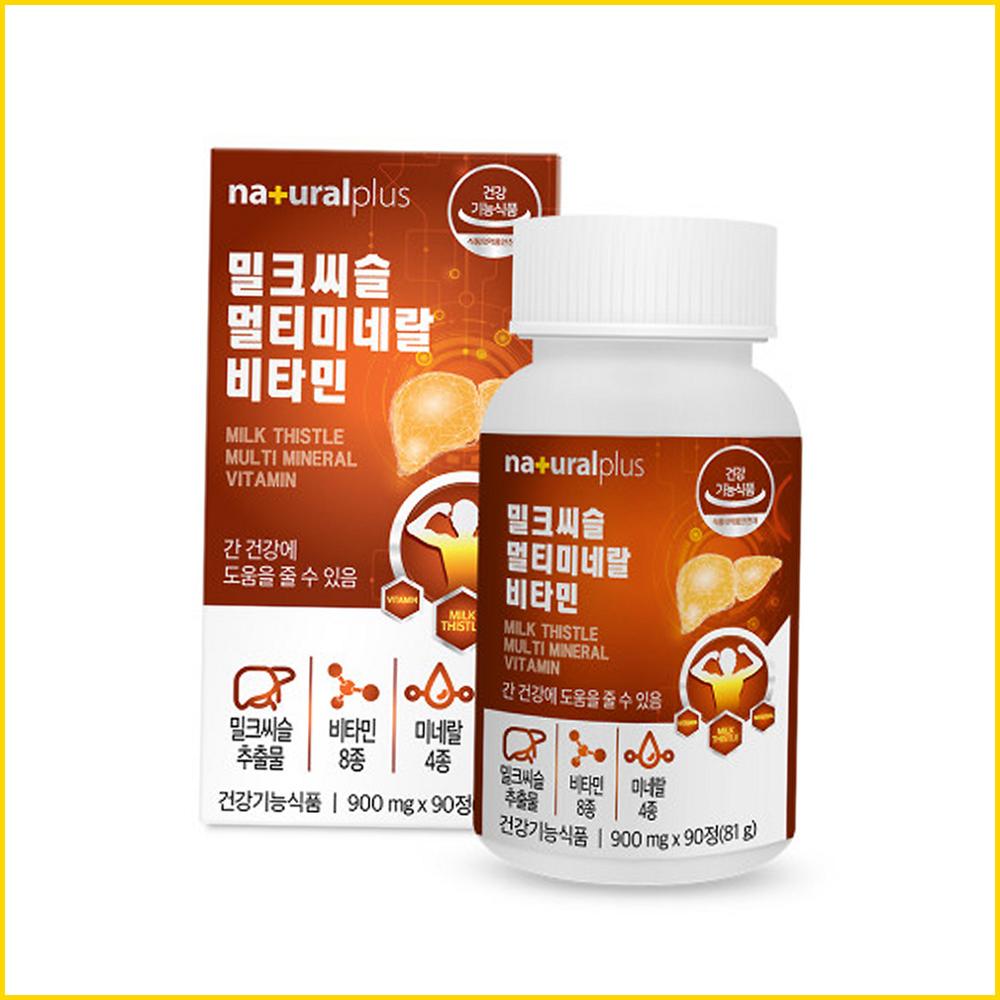 naturalplus
건강
기능식품
밀크씨슬
멀티미네랄
비타민
MILK THISTLE
MULTI MINERAL
VITAMIN
간 건강에
도움을 줄 수 있음
VITAMIN
MILK
밀크씨슬
추출물
비타민
8종
미네랄
4종
건강기능식품 | 900 mg x 90정
naturalplus
건강
기능식품
밀크씨슬
멀티미네랄
비타민
MILK THISTLE
MULTI MINERAL
VITAMIN
간 건강에 도움을 줄 수 있음
VITAMIN
MILK
THISTLE
밀크씨슬
추출물
비타민
8종
미네랄
4종
건강기능식품 | 900 mg x 90정(81 g)